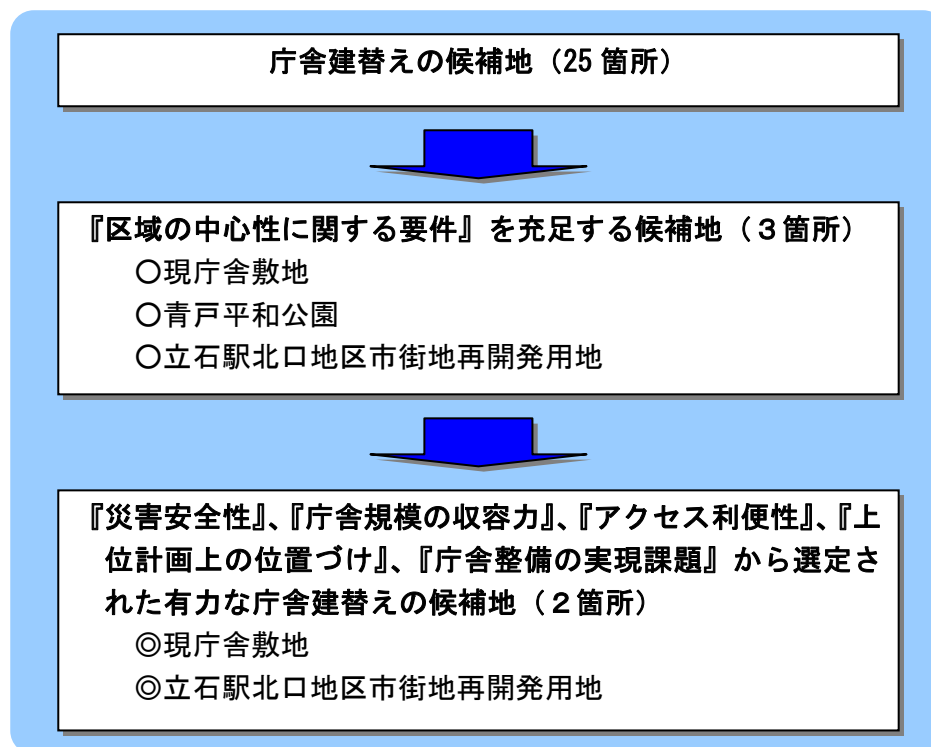 庁舎建替えの候補地（25 箇所）
『区域の中心性に関する要件』を充足する候補地（３箇所）
〇現庁舎敷地
〇青戸平和公園
〇立石駅北口地区市街地再開発用地
『災害安全性』、『庁舎規模の収容力』、『アクセス利便性』、『上
位計画上の位置づけ』、『庁舎整備の実現課題』から選定さ
れた有力な庁舎建替えの候補地（２箇所）
◎現庁舎敷地
◎立石駅北口地区市街地再開発用地